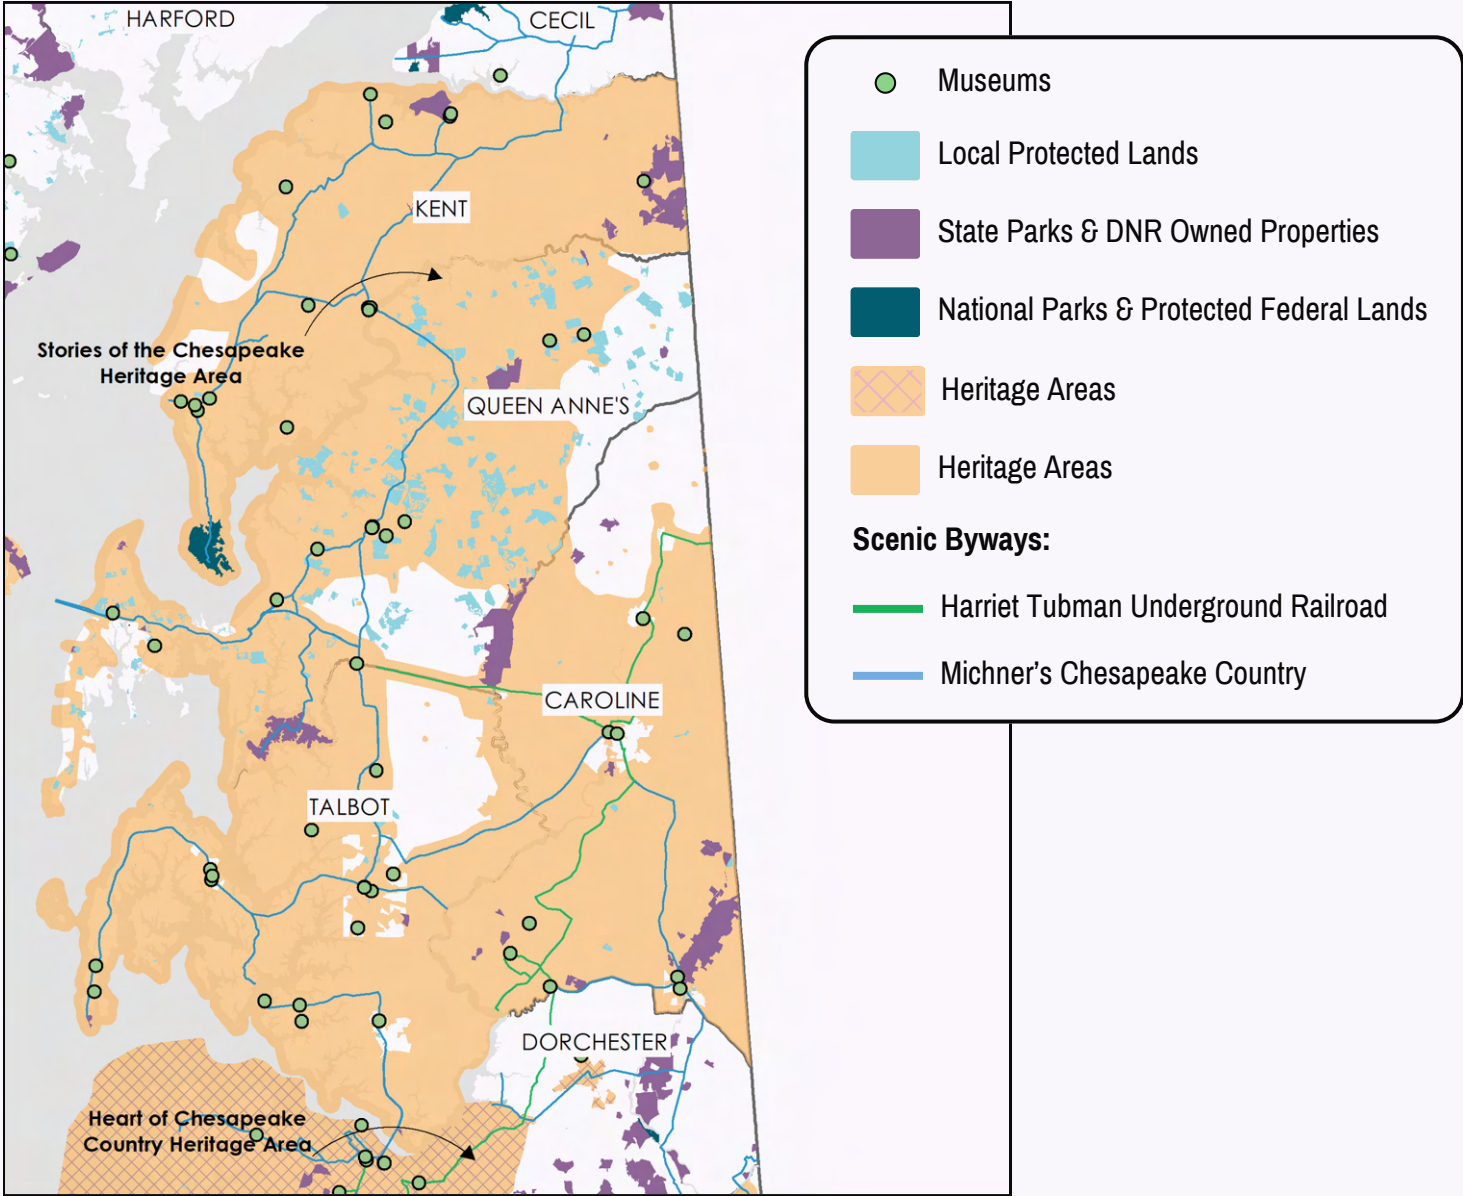 HARFORD
CECIL
KENT
Stories of the Chesapeake
Heritage Area
QUEEN ANNE'S
CAROLINE
TALBOT
DORCHESTER
Heart of Chesapeake
Country Heritage Area
Museums
Local Protected Lands
State Parks & DNR Owned Properties
National Parks & Protected Federal Lands
Heritage Areas
Heritage Areas
Scenic Byways:
Harriet Tubman Underground Railroad
Michner's Chesapeake Country